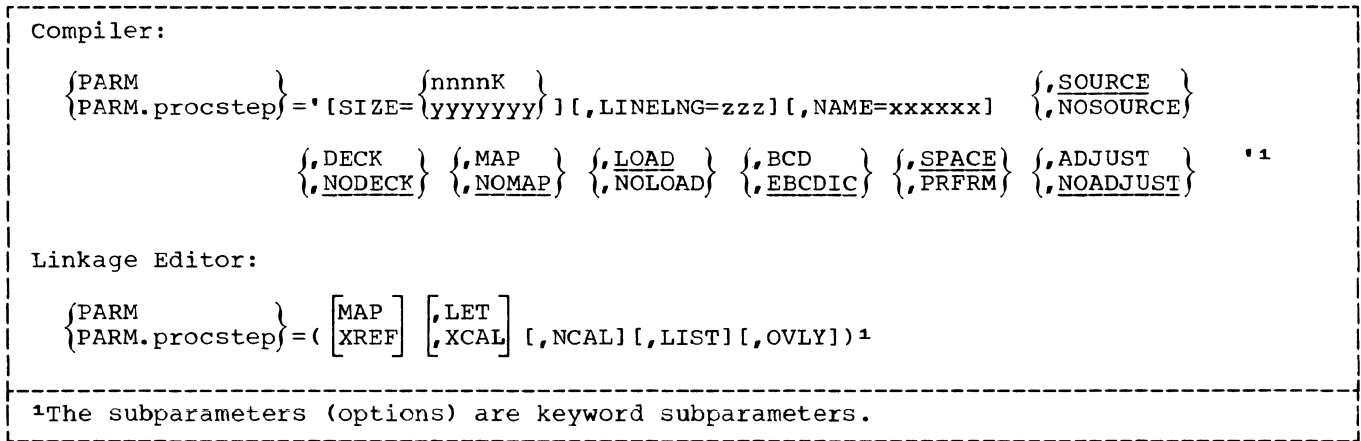 Compiler:
{PARM
PARM.procstep}='[SIZE={nnnnK
yyyyyyy}][,LINELNG=zzz][,NAME=xxxxxx] {,SOURCE
,NOSOURCE}
{,DECK
,NODECK} {,MAP
,NOMAP} {,LOAD
,NOLOAD} {,BCD
,EBCDIC} {,SPACE
,PRFRM} {,ADJUST
,NOADJUST} '1
Linkage Editor:
{PARM
PARM.procstep}=([MAP
XREF] [,LET
,XCAL] [,NCAL][,LIST][,OVLY])1
1The subparameters (options) are keyword subparameters.